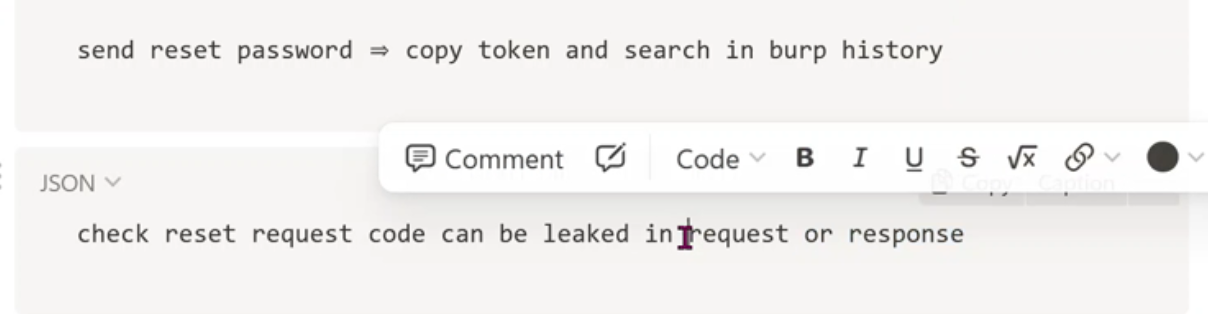 send reset password ⇒ copy token and search in burp history
Comment Code B I U S √x
JSON Copy Caption
check reset request code can be leaked in request or response